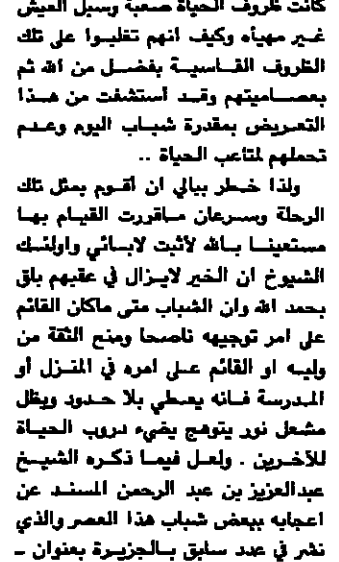 كانت ظروف الحياة صعبة وسبل العيش
غير مهيأه وكيف انهم تغلبوا على تلك
الظروف القاسية بفضل من الله ثم
بعصاميتهم وقد أستشفت من هذا
التعريض بمقدرة شباب اليوم وعدم
تحملهم لمتاعب الحياة ..
ولذا خطر ببالي ان أقوم بمثل تلك
الرحلة وسرعان ماقررت القيام بها
مستعينا بالله لأثبت لابائي واولئك
الشيوخ ان الخير لايزال في عقبهم باق
بحمد الله وان الشباب متى ماكان القائم
على امر توجيهه ناصحا ومنح الثقة من
وليه او القائم على امره في المنزل أو
المدرسة فانه يعطي بلا حدود ويظل
مشعل نور يتوهج يضيء دروب الحياة
للآخرين . ولعل فيما ذكره الشيخ
عبدالعزيز بن عبد الرحمن المسند عن
اعجابه ببعض شباب هذا العصر والذي
نشر في عدد سابق بالجزيرة بعنوان ـ